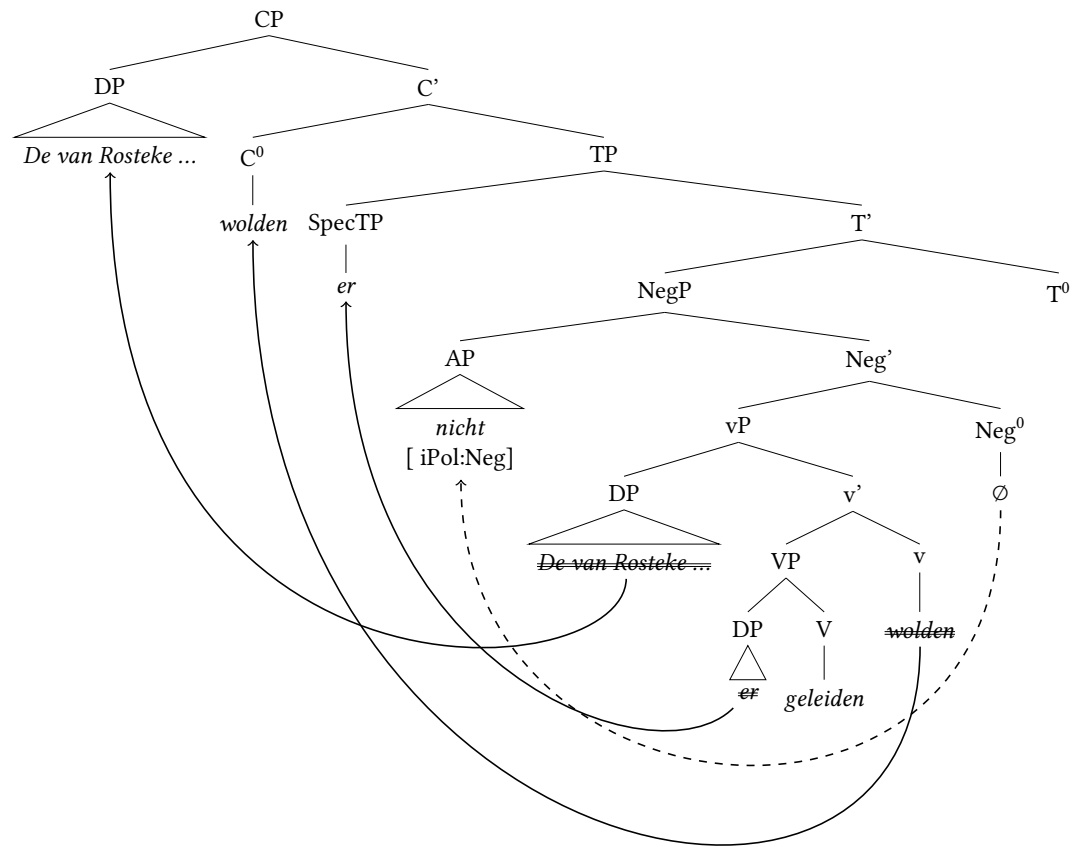 CP
DP C’
De van Rosteke ... C⁰ TP
wolden SpecTP T’
er NegP T⁰
AP Neg’
nicht vP Neg⁰
[ iPol:Neg]
DP v’ ∅
De van Rosteke ... VP v
DP V wolden
er geleiden